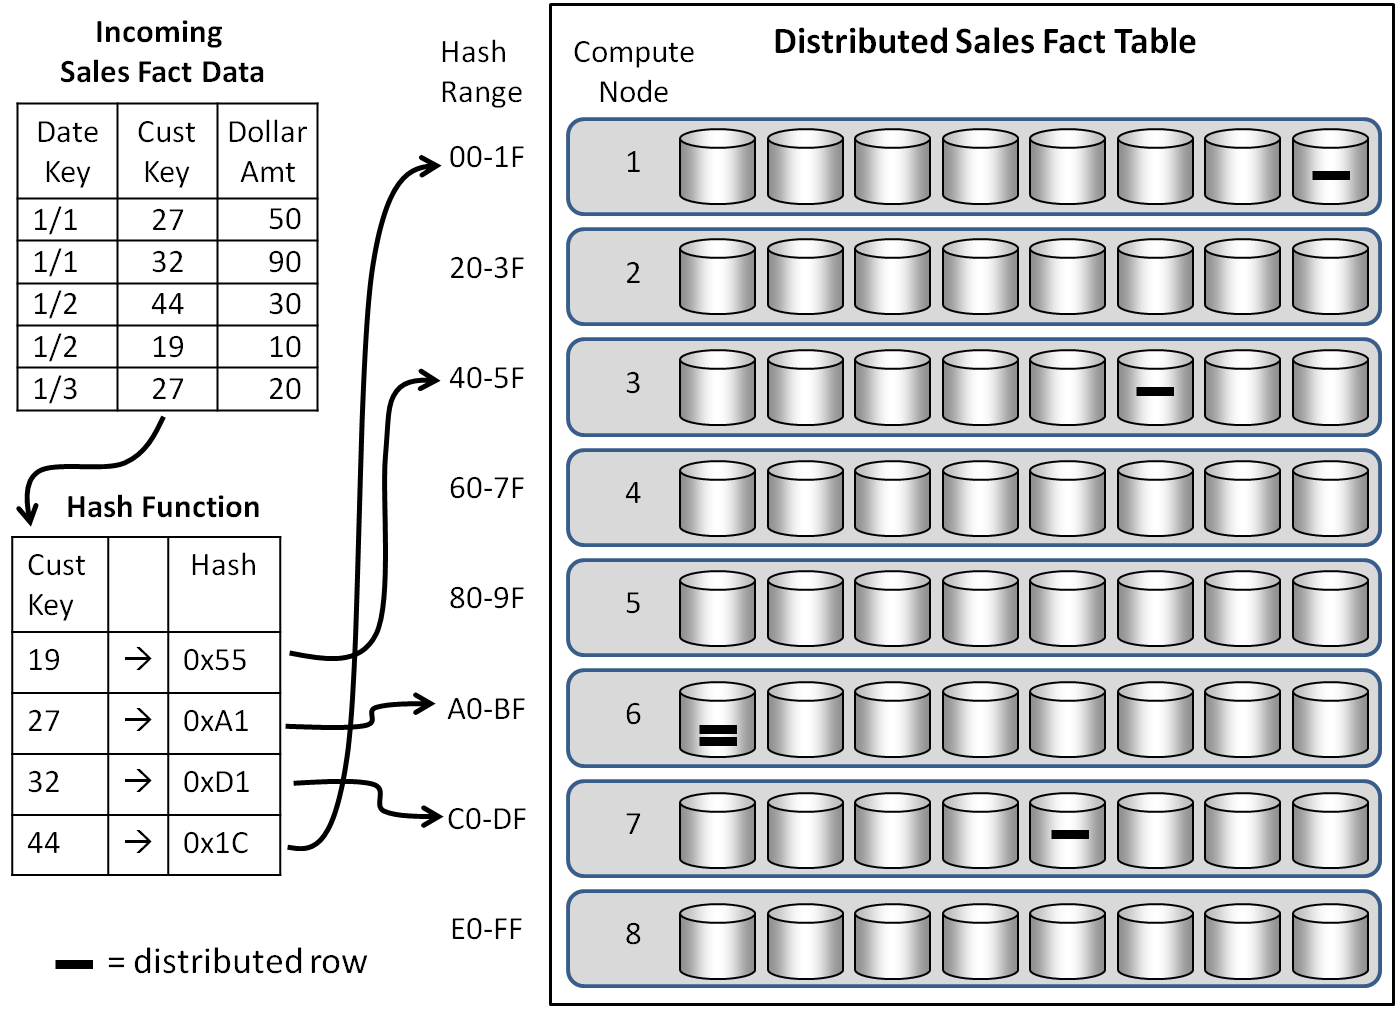 Incoming
Sales Fact Data
Date Key Cust Key Dollar Amt
1/1 27 50
1/1 32 90
1/2 44 30
1/2 19 10
1/3 27 20
Hash Function
Cust Key Hash
19 → 0x55
27 → 0xA1
32 → 0xD1
44 → 0x1C
= distributed row
Hash
Range
00-1F
20-3F
40-5F
60-7F
80-9F
A0-BF
C0-DF
E0-FF
Distributed Sales Fact Table
Compute
Node
1
2
3
4
5
6
7
8